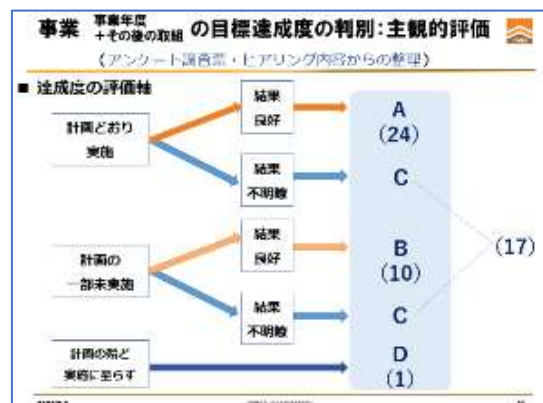 事業 事業年度 +その後の取組 の目標達成度の判別:主観的評価
(アンケート調査票・ヒアリング内容からの整理)
■ 達成度の評価軸
計画どおり
実施
結果
良好
A
(24)
結果
不明瞭
C
計画の
一部未実施
結果
良好
B
(10)
(17)
結果
不明瞭
C
計画の殆ど
実施に至らず
D
(1)